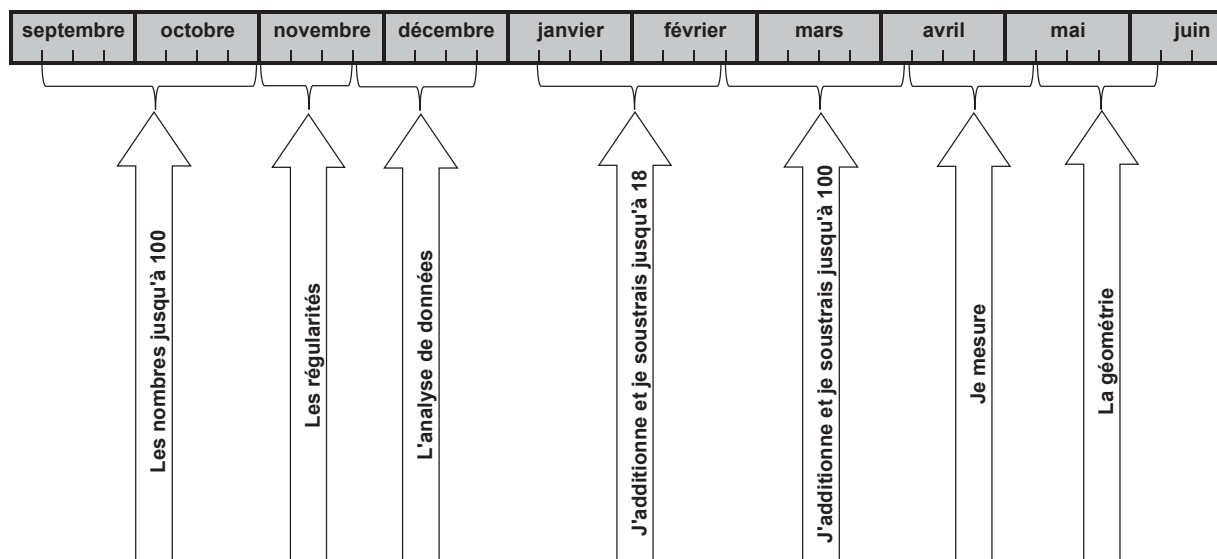 septembre octobre novembre décembre janvier février mars avril mai juin
Les nombres jusqu'à 100
Les régularités
L'analyse de données
J'additionne et je soustrais jusqu'à 18
J'additionne et je soustrais jusqu'à 100
Je mesure
La géométrie